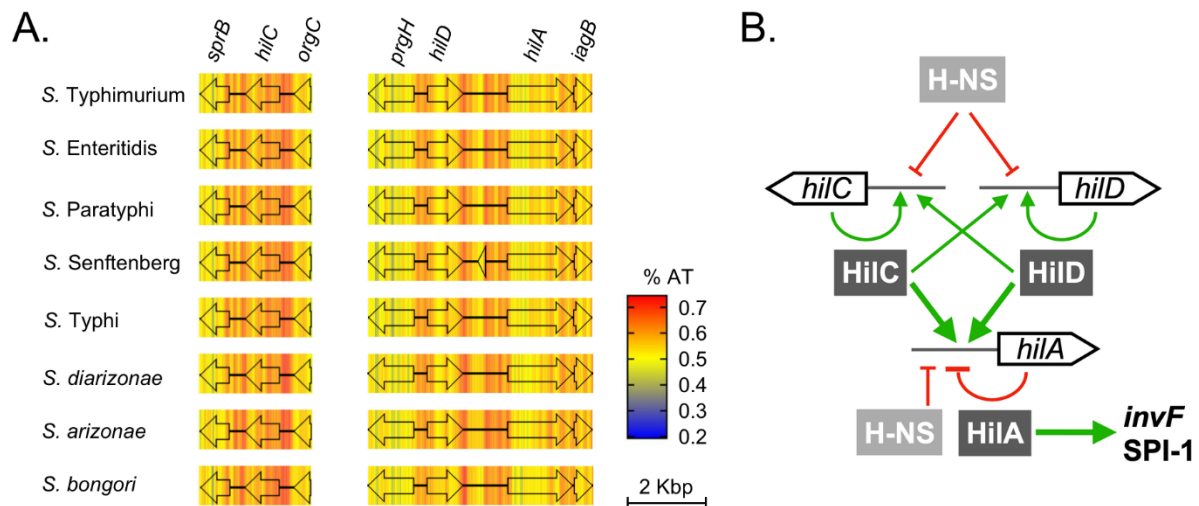 A.
sprB hilC orgC prgH hilD hilA iagB
S. Typhimurium
S. Enteritidis
S. Paratyphi
S. Senftenberg
S. Typhi
S. diarizonae
S. arizonae
S. bongori
% AT
0.7
0.6
0.5
0.4
0.3
0.2
2 Kbp
B.
H-NS
hilC hilD
HilC HilD
hilA
H-NS HilA invF
SPI-1